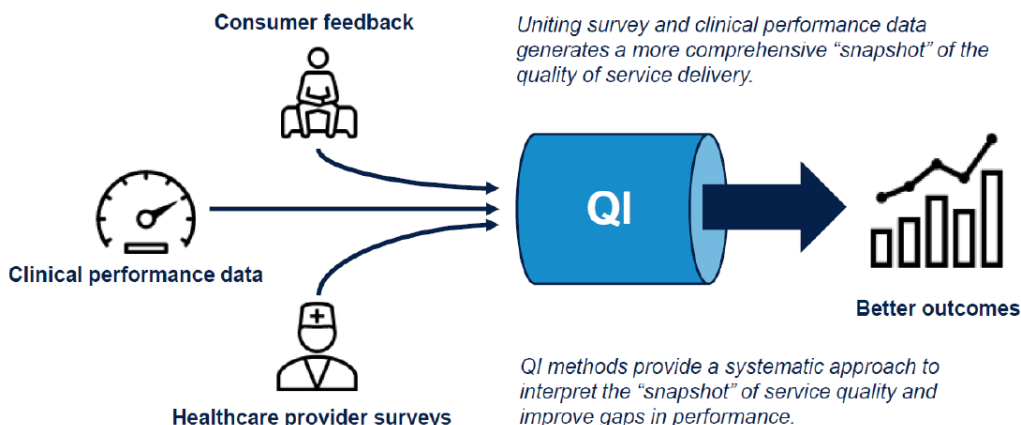 Consumer feedback
Uniting survey and clinical performance data
generates a more comprehensive “snapshot” of the
quality of service delivery.
QI
Clinical performance data
Better outcomes
Healthcare provider surveys
QI methods provide a systematic approach to
interpret the “snapshot” of service quality and
improve gaps in performance.